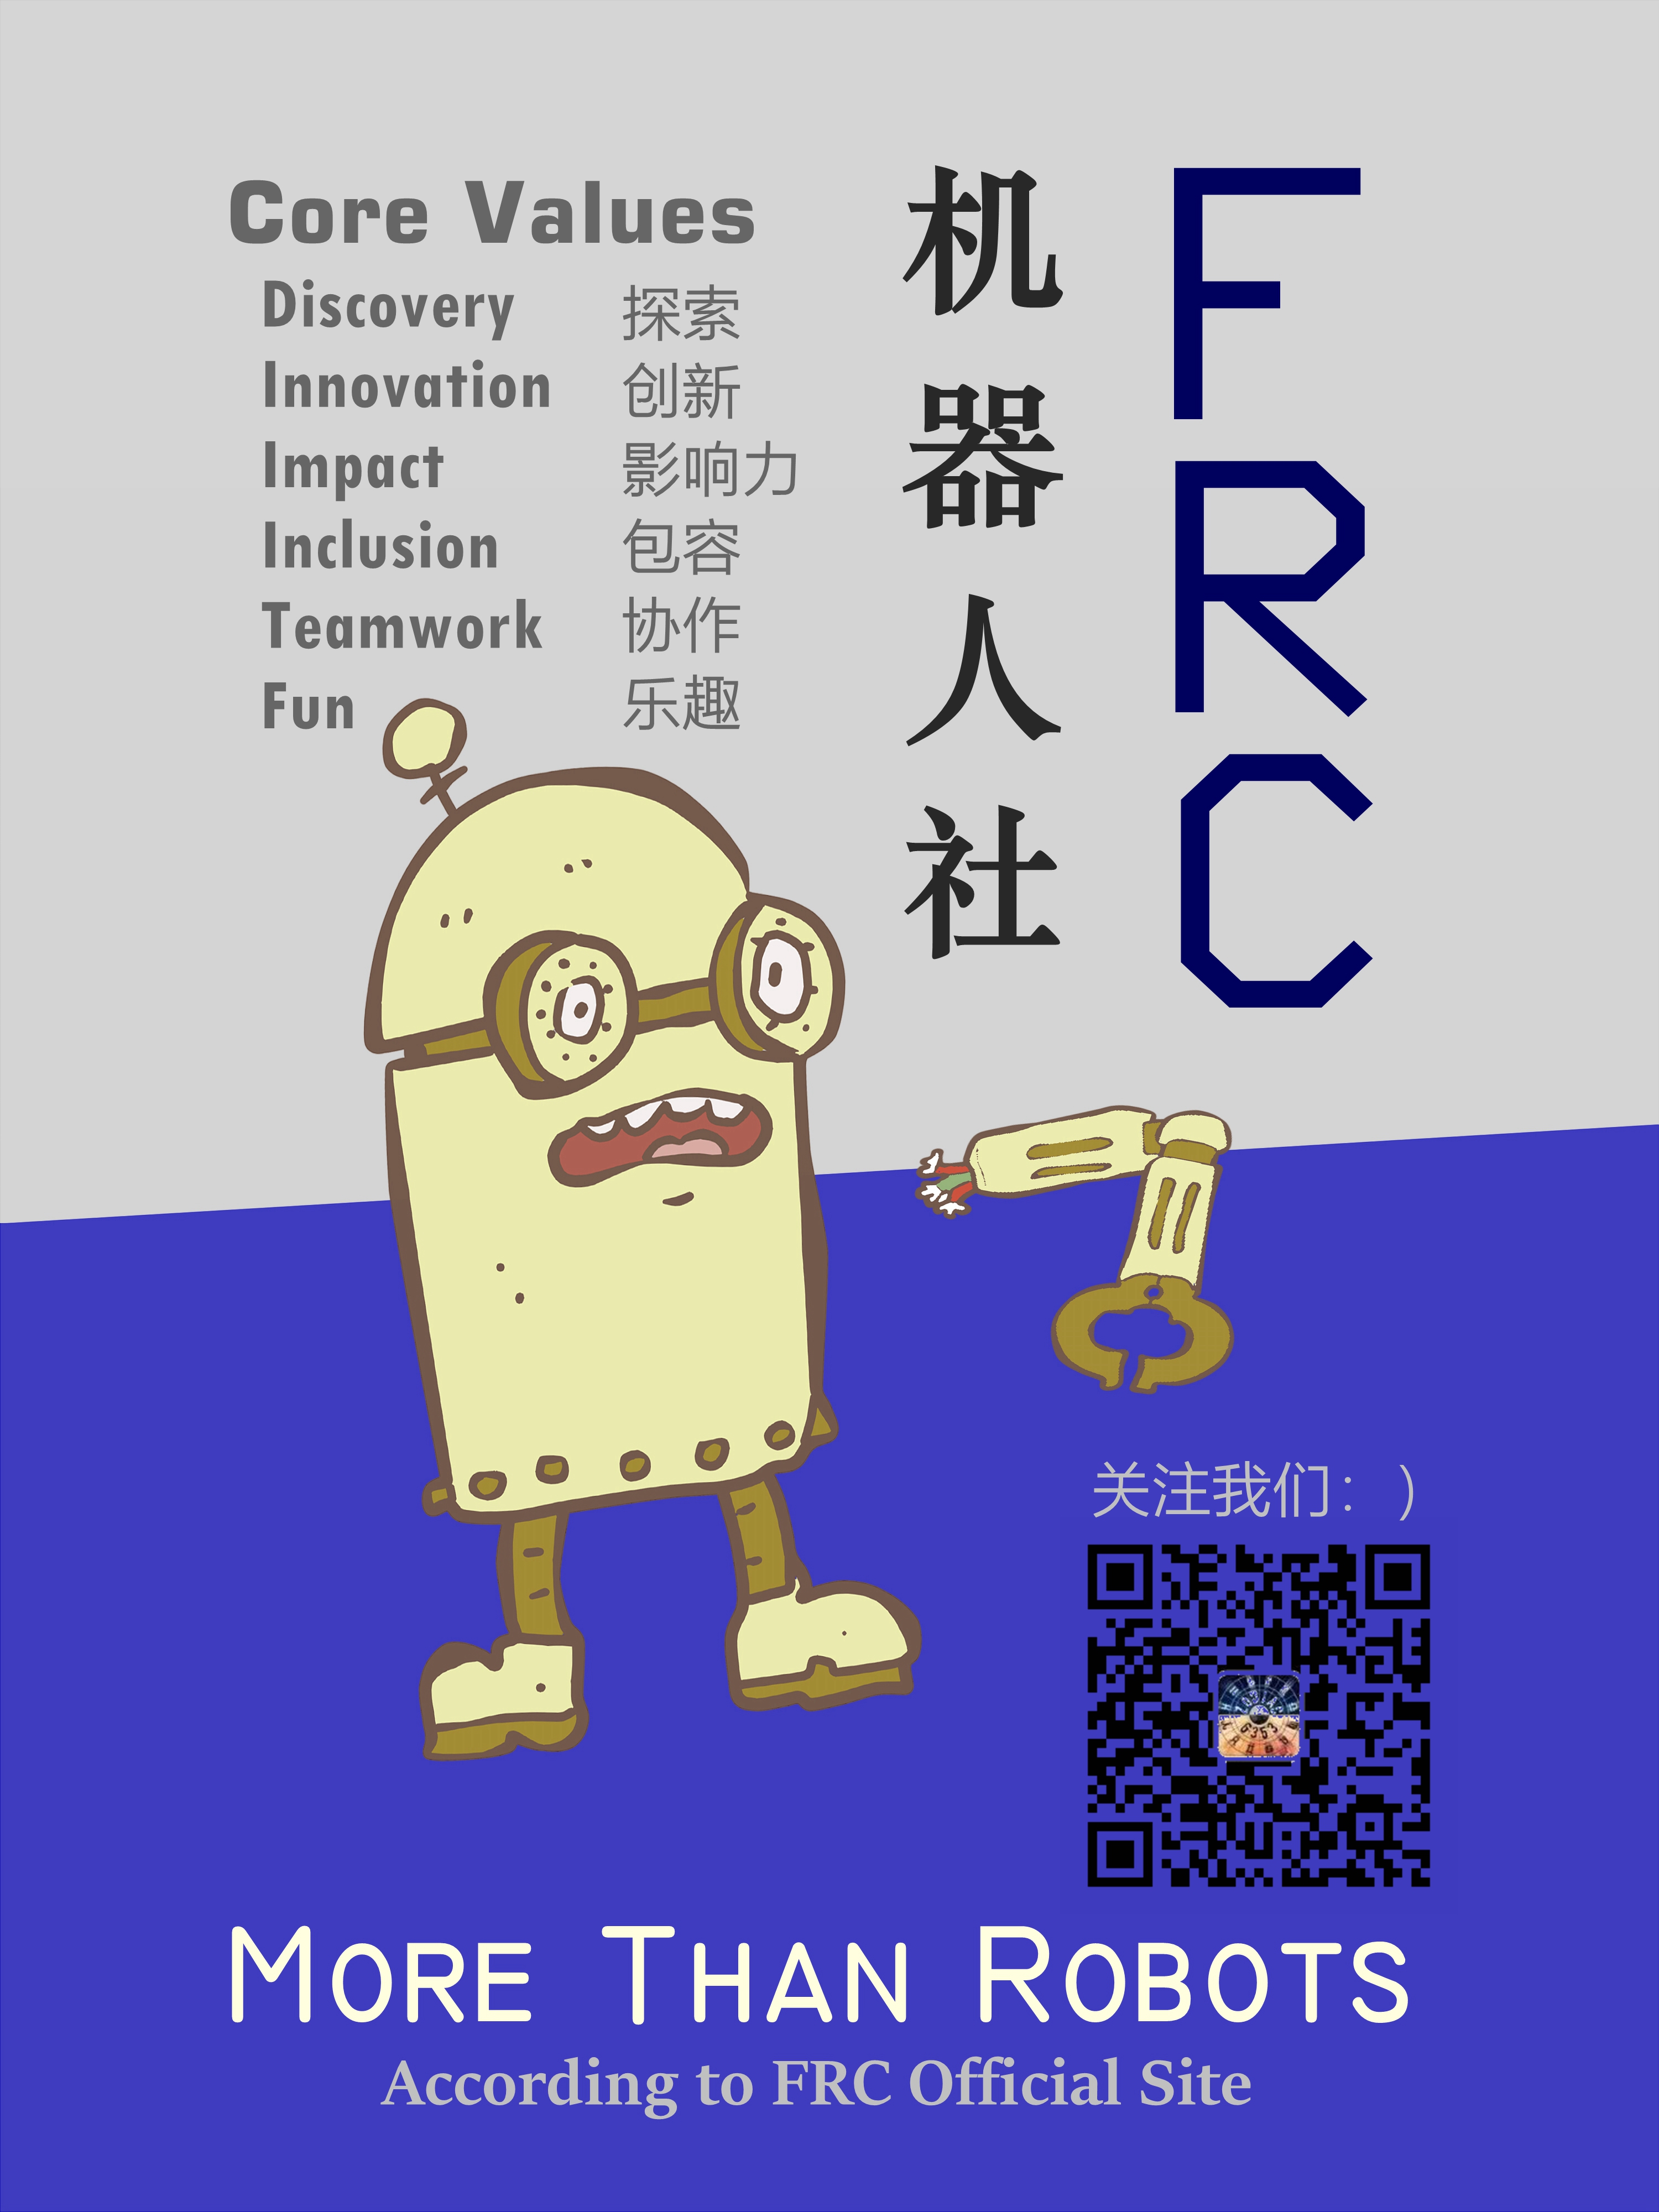 Core Values
Discovery 探索
Innovation 创新
Impact 影响力
Inclusion 包容
Teamwork 协作
Fun 乐趣
机器人社
FRC
关注我们：）
More Than Robots
According to FRC Official Site